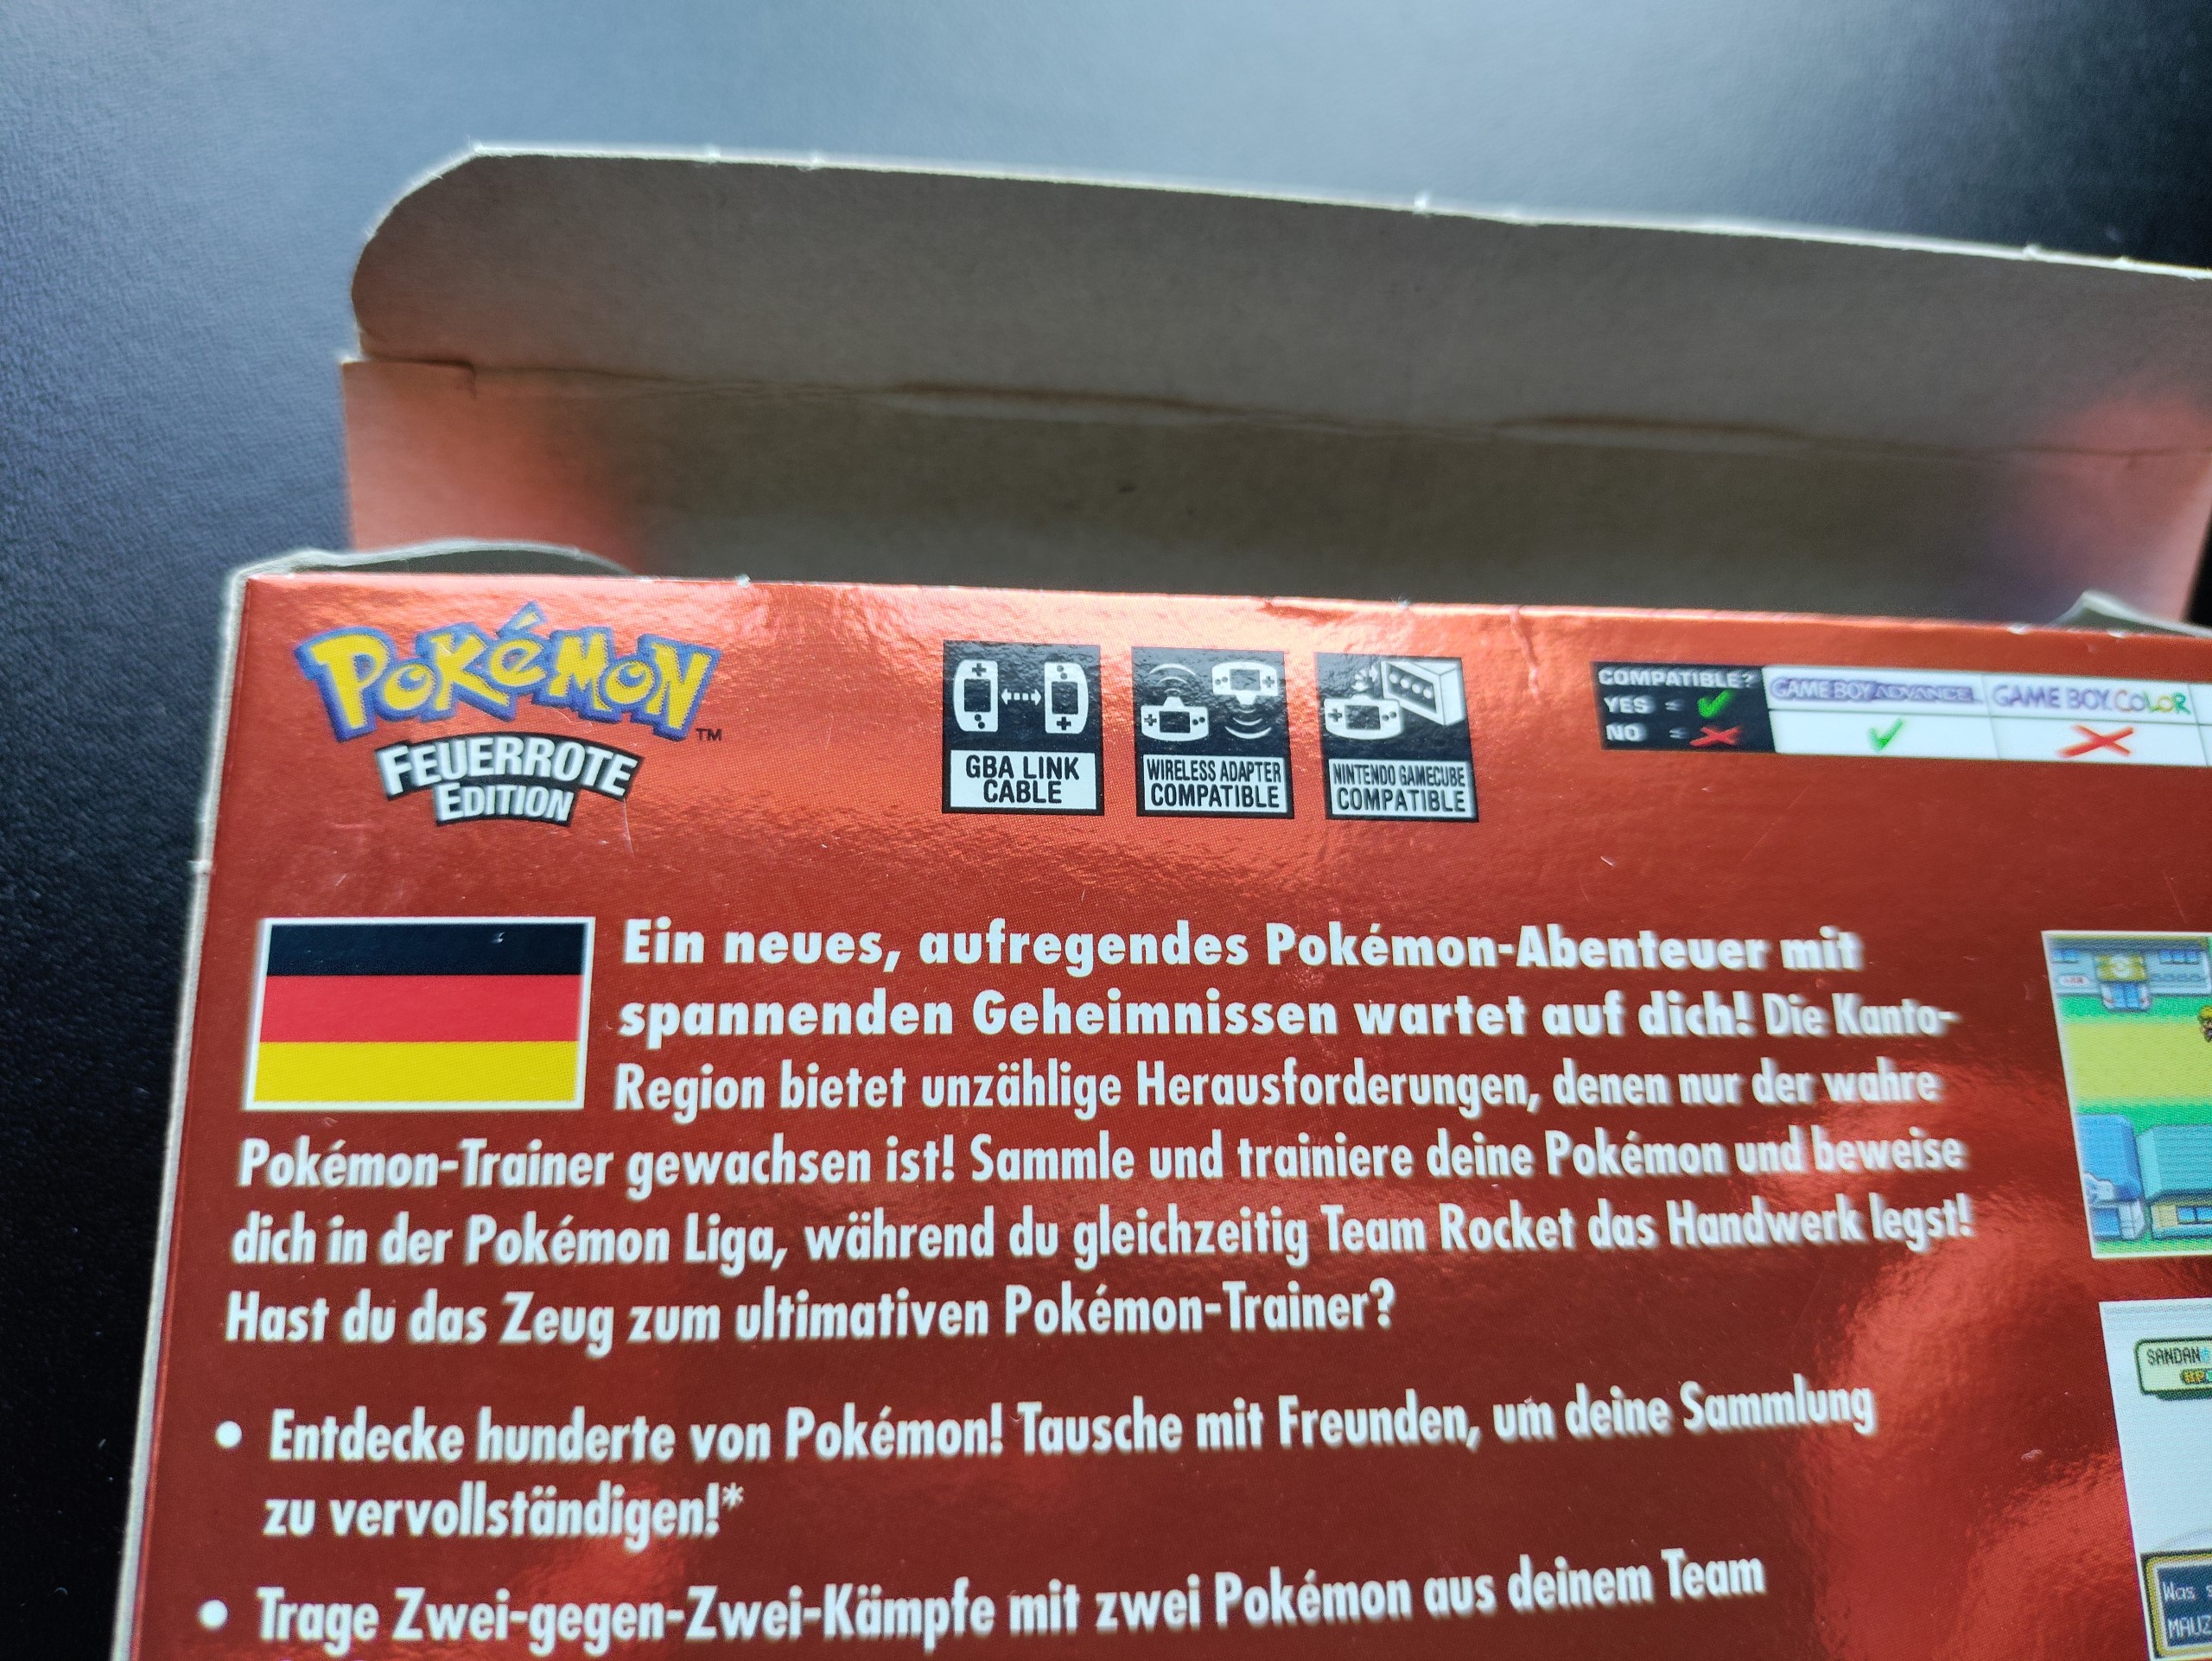 POKéMON™
FEUERROTE
EDITION
GBA LINK
CABLE
WIRELESS ADAPTER
COMPATIBLE
NINTENDO GAMECUBE
COMPATIBLE
COMPATIBLE?
YES =
NO =
GAME BOY ADVANCE
GAME BOY COLOR
Ein neues, aufregendes Pokémon-Abenteuer mit
spannenden Geheimnissen wartet auf dich! Die Kanto-
Region bietet unzählige Herausforderungen, denen nur der wahre
Pokémon-Trainer gewachsen ist! Sammle und trainiere deine Pokémon und beweise
dich in der Pokémon Liga, während du gleichzeitig Team Rocket das Handwerk legst!
Hast du das Zeug zum ultimativen Pokémon-Trainer?
• Entdecke hunderte von Pokémon! Tausche mit Freunden, um deine Sammlung
zu vervollständigen!*
• Trage Zwei-gegen-Zwei-Kämpfe mit zwei Pokémon aus deinem Team
SANDAN
Was
MAUZ